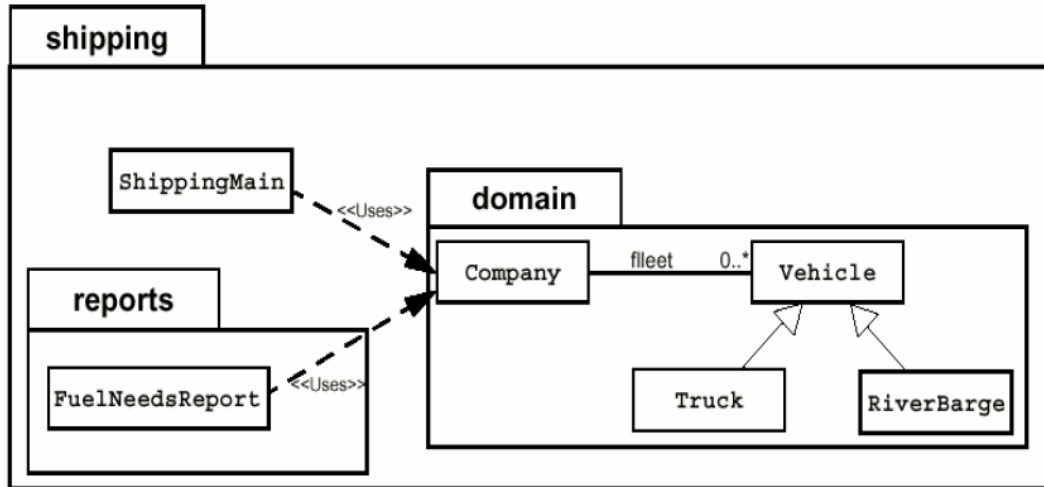 shipping
ShippingMain
<<Uses>>
domain
Company
flleet
0..*
Vehicle
reports
FuelNeedsReport
<<Uses>>
Truck
RiverBarge